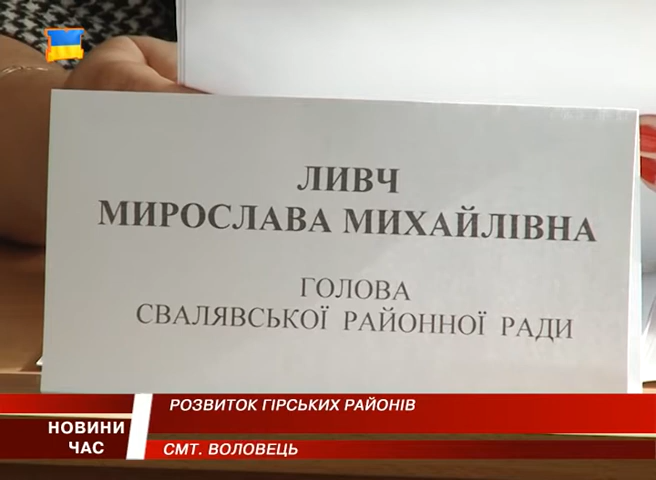 ЛИВЧ
МИРОСЛАВА МИХАЙЛІВНА
ГОЛОВА
СВАЛЯВСЬКОЇ РАЙОННОЇ РАДИ
РОЗВИТОК ГІРСЬКИХ РАЙОНІВ
НОВИНИ
ЧАС
СМТ. ВОЛОВЕЦЬ